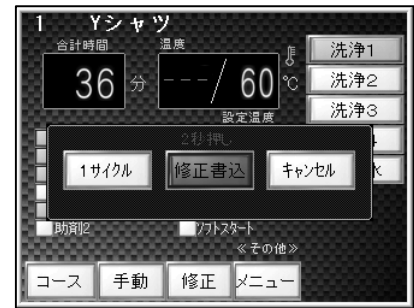 1 Yシャツ
合計時間 温度
36 分 ---/ 60 ℃
設定温度
洗浄1
洗浄2
洗浄3
2秒押し
1サイクル 修正書込 キャンセル
助剤2 ソフトスタート
≪その他≫
コース 手動 修正 メニュー